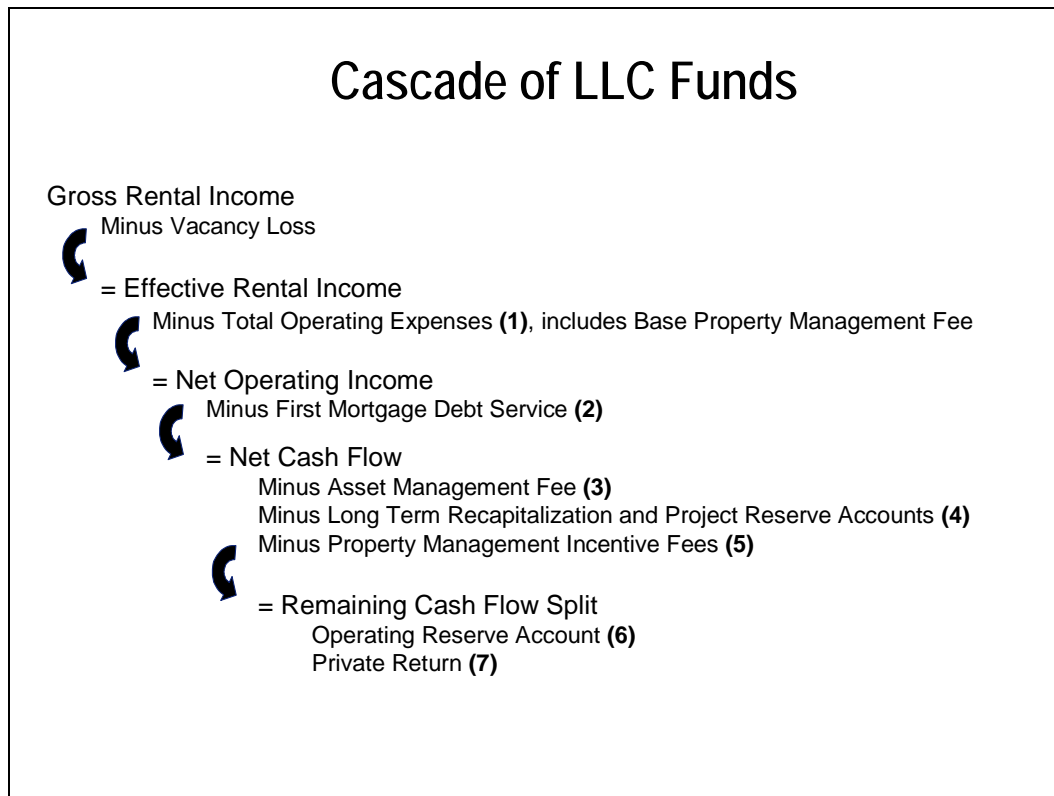 Cascade of LLC Funds
Gross Rental Income
Minus Vacancy Loss
= Effective Rental Income
Minus Total Operating Expenses (1), includes Base Property Management Fee
= Net Operating Income
Minus First Mortgage Debt Service (2)
= Net Cash Flow
Minus Asset Management Fee (3)
Minus Long Term Recapitalization and Project Reserve Accounts (4)
Minus Property Management Incentive Fees (5)
= Remaining Cash Flow Split
Operating Reserve Account (6)
Private Return (7)